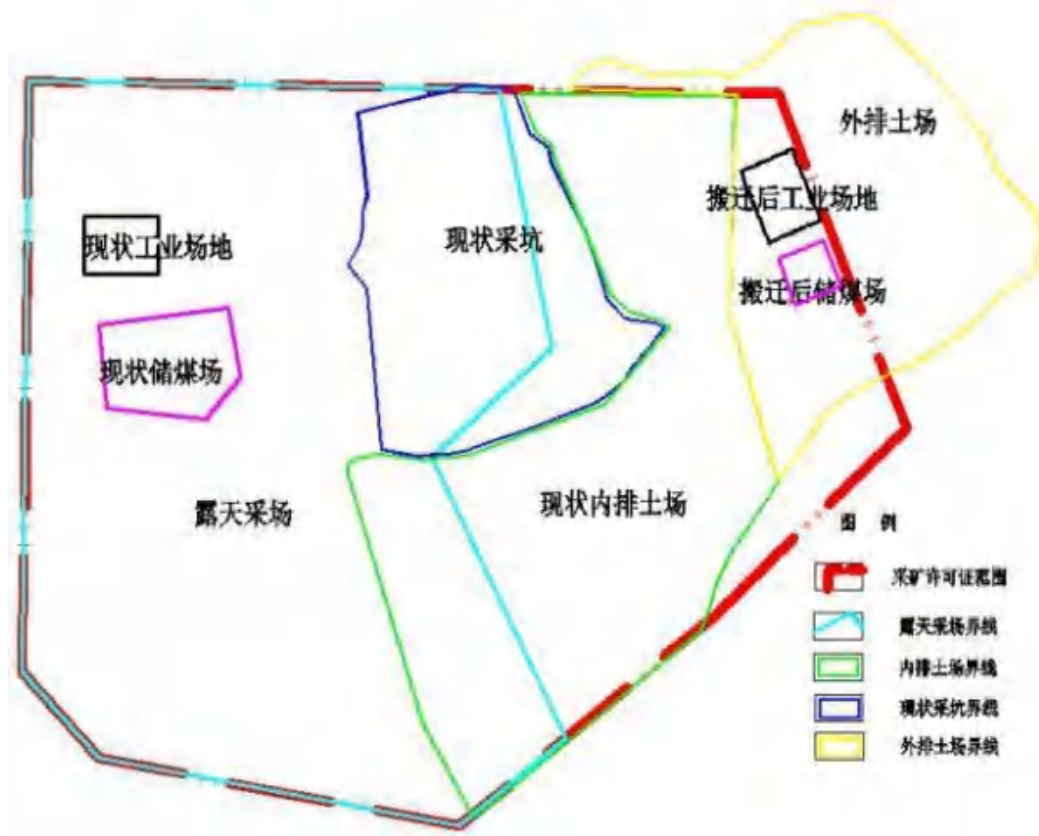 外排土场
搬迁后工业场地
现状采坑
现状工业场地
搬迁后储煤场
现状储煤场
现状内排土场
露天采场
图 例
采矿许可证范围
露天采场界线
内排土场界线
现状采坑界线
外排土场界线